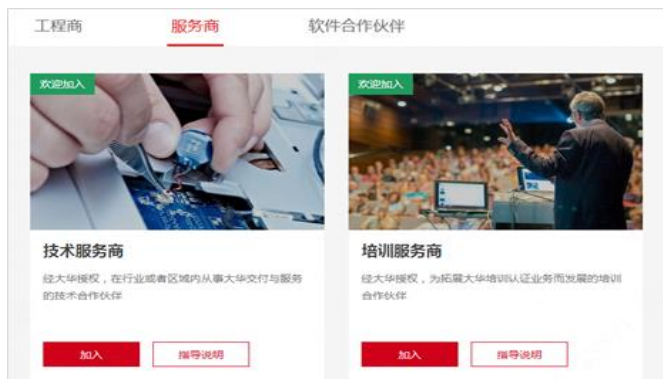 工程商 服务商 软件合作伙伴
欢迎加入 欢迎加入
技术服务商
经大华授权，在行业或者区域内从事大华交付与服务
的技术合作伙伴
加入 指导说明
培训服务商
经大华授权，为拓展大华培训认证业务而发展的培训
合作伙伴
加入 指导说明